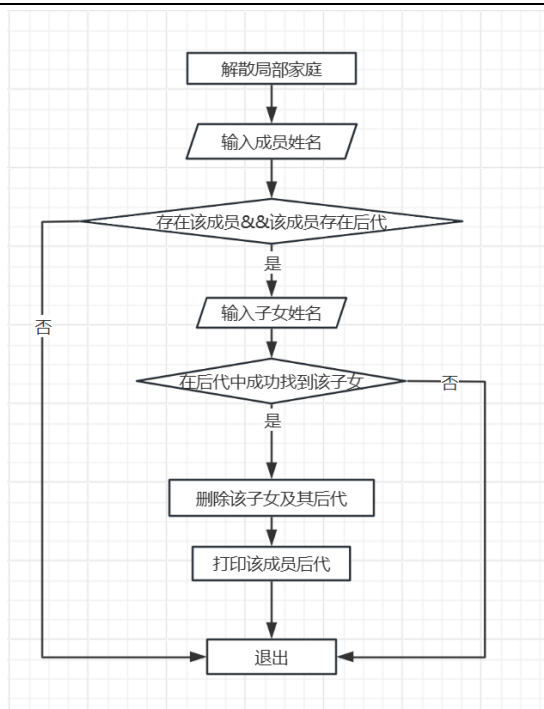 解散局部家庭
输入成员姓名
存在该成员&&该成员存在后代
是
输入子女姓名
否
在后代中成功找到该子女
否
是
删除该子女及其后代
打印该成员后代
退出